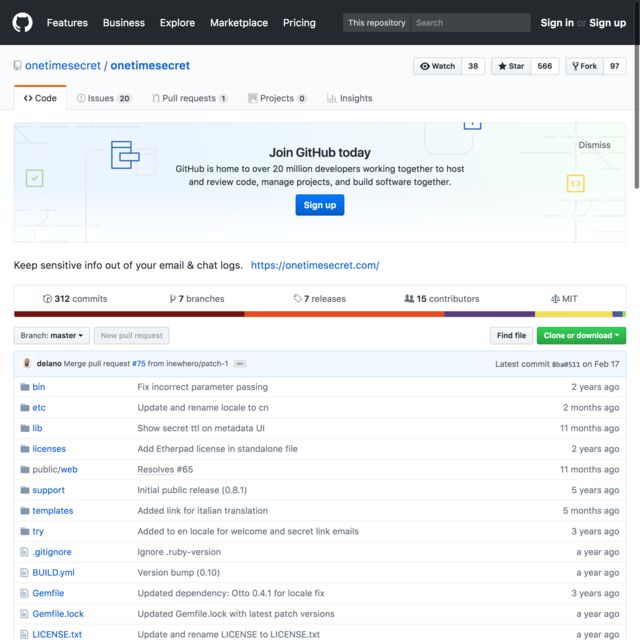 Features Business Explore Marketplace Pricing This repository Search Sign in or Sign up
onetimesecret / onetimesecret Watch 38 Star 566 Fork 97
Code Issues 20 Pull requests 1 Projects 0 Insights
Join GitHub today
Dismiss
GitHub is home to over 20 million developers working together to host
and review code, manage projects, and build software together.
Sign up
Keep sensitive info out of your email & chat logs. https://onetimesecret.com/
312 commits 7 branches 7 releases 15 contributors MIT
Branch: master New pull request Find file Clone or download
delano Merge pull request #75 from inewhero/patch-1 Latest commit 8ba0511 on Feb 17
bin Fix incorrect parameter passing 2 years ago
etc Update and rename locale to cn 2 months ago
lib Show secret ttl on metadata UI 11 months ago
licenses Add Etherpad license in standalone file 2 years ago
public/web Resolves #65 11 months ago
support Initial public release (0.8.1) 5 years ago
templates Added link for italian translation 5 months ago
try Added to en locale for welcome and secret link emails 3 years ago
.gitignore Ignore .ruby-version a year ago
BUILD.yml Version bump (0.10) a year ago
Gemfile Updated dependency: Otto 0.4.1 for locale fix 3 years ago
Gemfile.lock Updated Gemfile.lock with latest patch versions a year ago
LICENSE.txt Update and rename LICENSE to LICENSE.txt a year ago